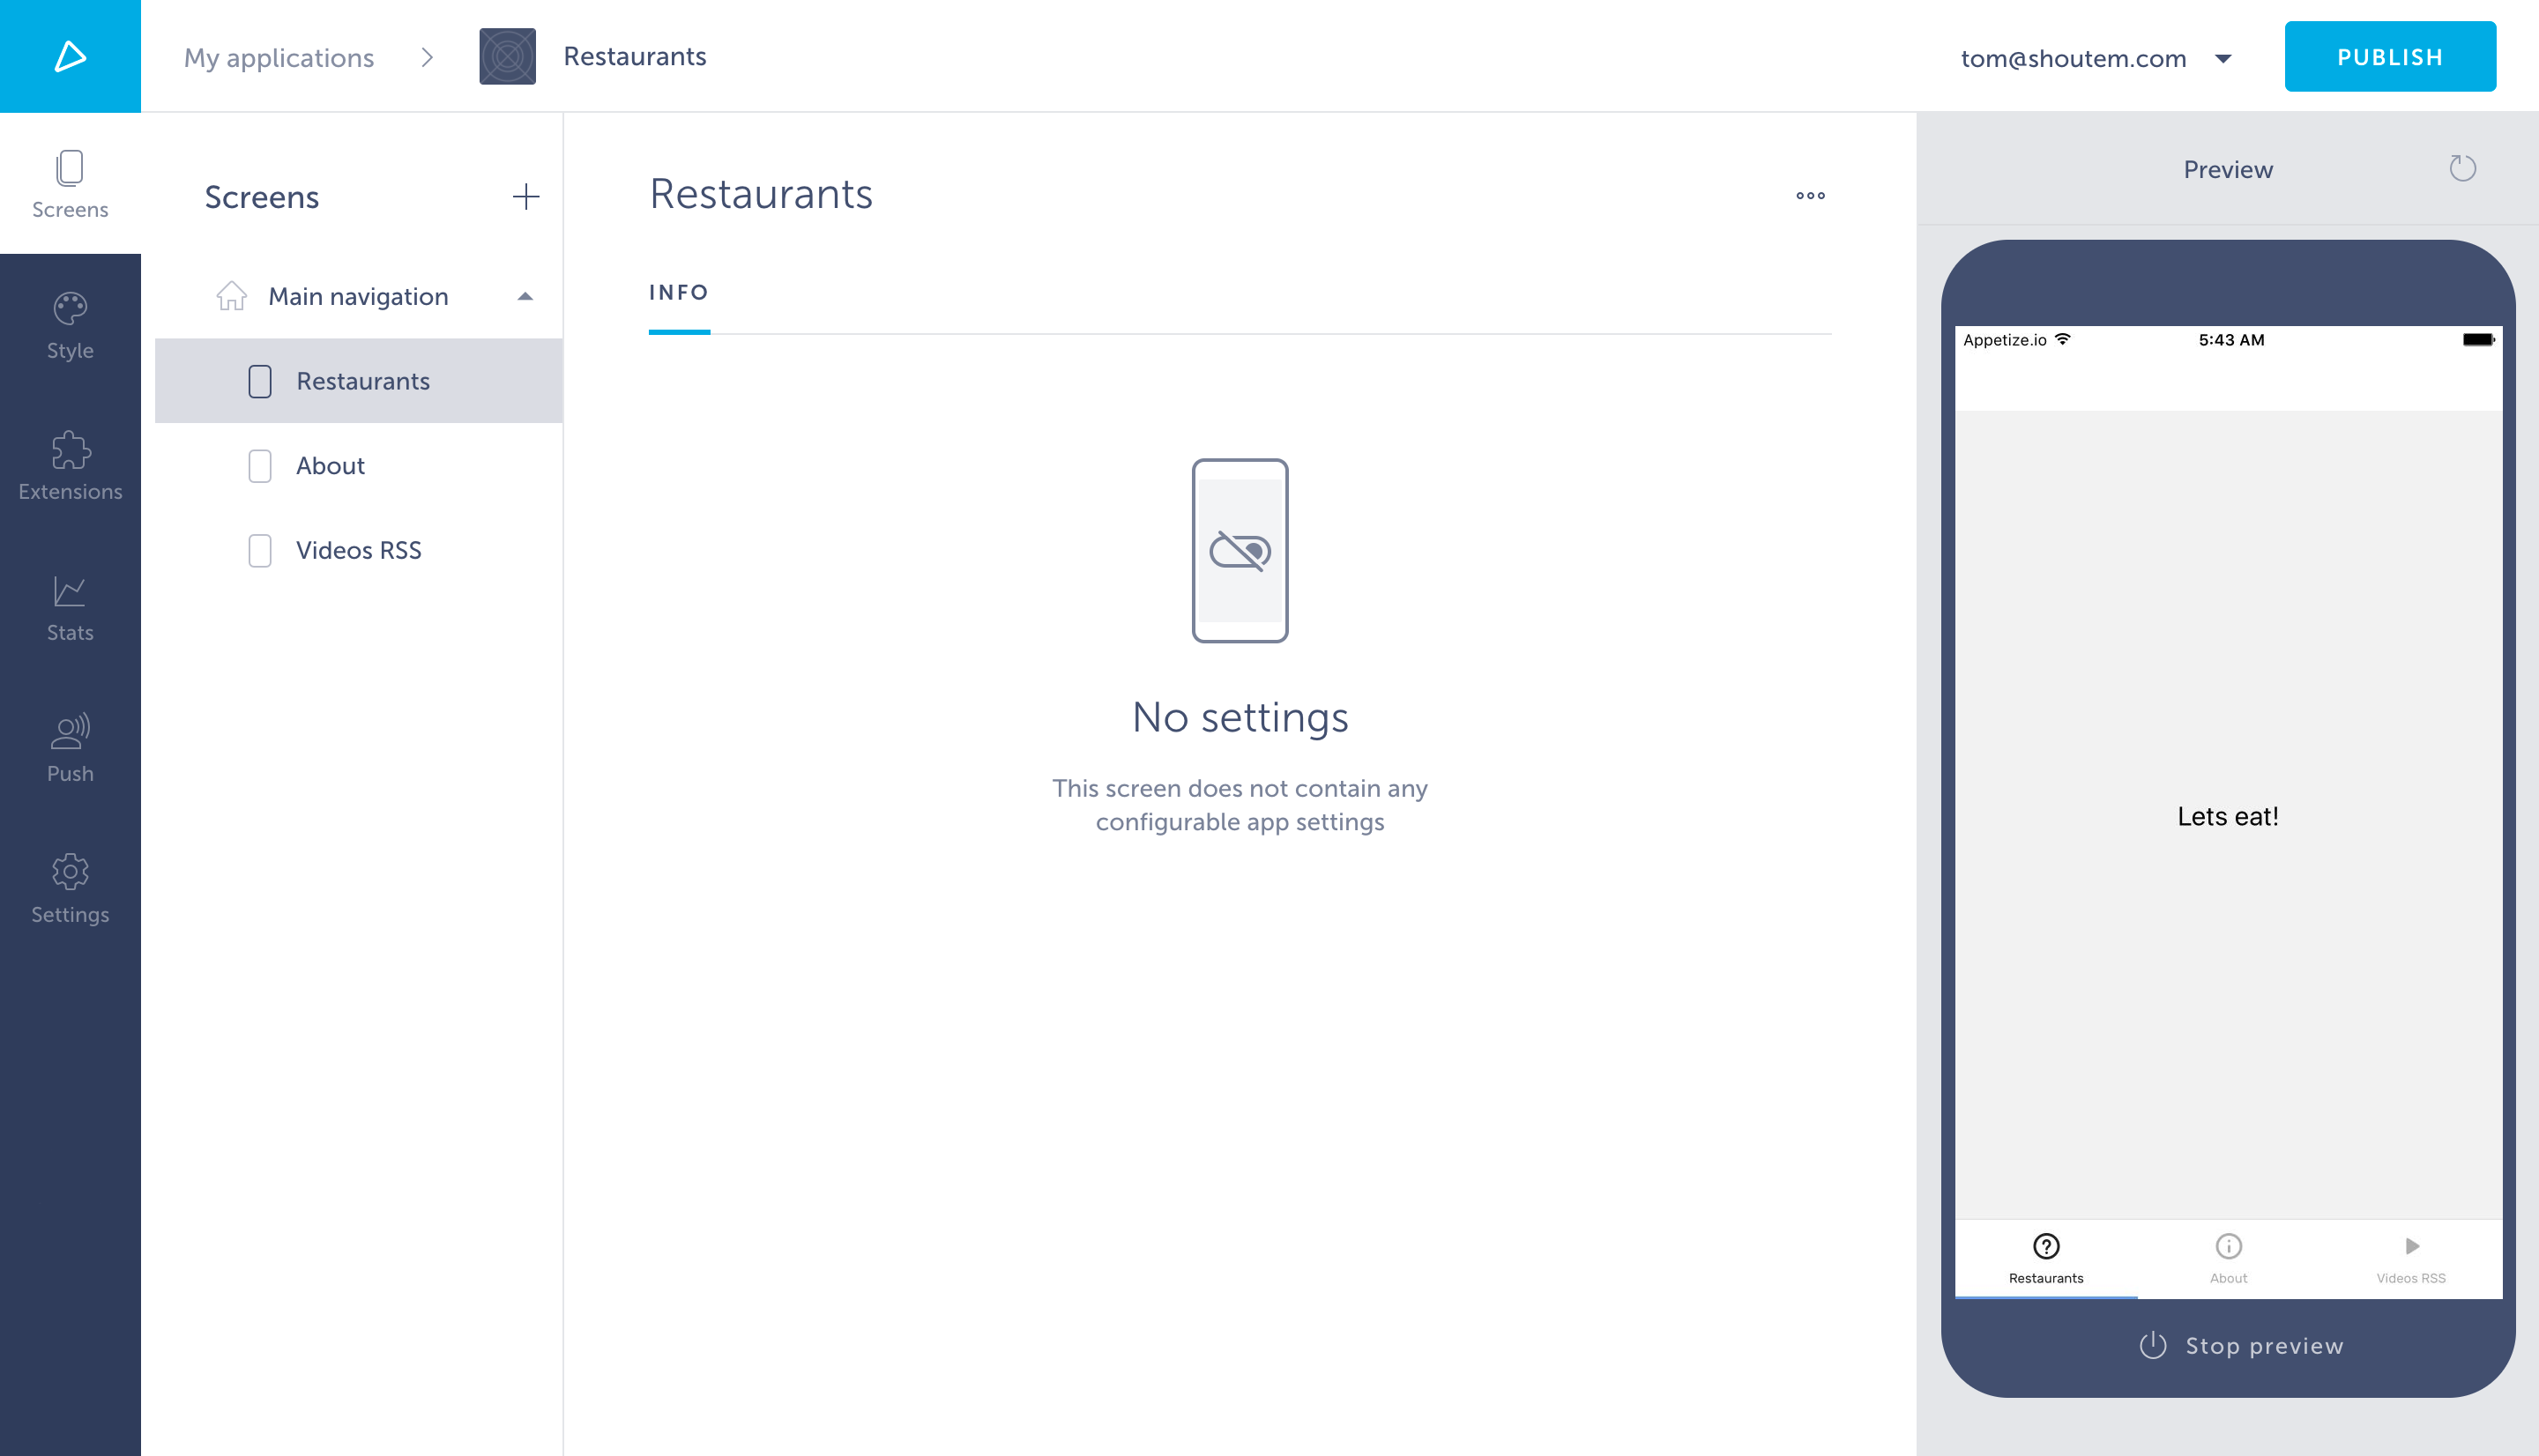 My applications
Restaurants
tom@shoutem.com
PUBLISH
Screens
Style
Extensions
Stats
Push
Settings
Screens
Main navigation
Restaurants
About
Videos RSS
Restaurants
INFO
No settings
This screen does not contain any
configurable app settings
Preview
Appetize.io
5:43 AM
Lets eat!
Restaurants
About
Videos RSS
Stop preview